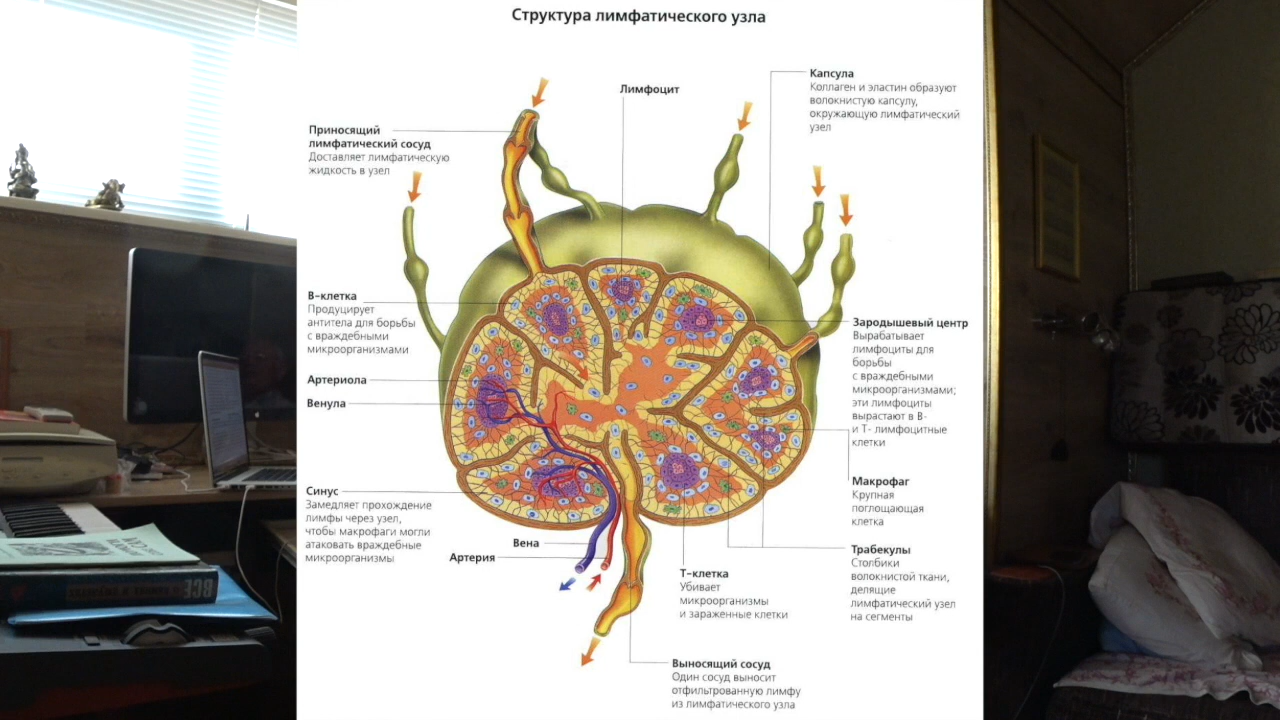 Структура лимфатического узла
Лимфоцит
Капсула
Коллаген и эластин образуют
волокнистую капсулу,
окружающую лимфатический
узел
Приносящий
лимфатический сосуд
Доставляет лимфатическую
жидкость в узел
В-клетка
Продуцирует
антитела для борьбы
с враждебными
микроорганизмами
Артериола
Венула
Синус
Замедляет прохождение
лимфы через узел,
чтобы макрофаги могли
атаковать враждебные
микроорганизмы
Вена
Артерия
Зародышевый центр
Вырабатывает
лимфоциты для
борьбы
с враждебными
микроорганизмами;
эти лимфоциты
вырастают в В-
и Т- лимфоцитные
клетки
Макрофаг
Крупная
поглощающая
клетка
Трабекулы
Столбики
волокнистой ткани,
делящие
лимфатический узел
на сегменты
Т-клетка
Убивает
микроорганизмы
и зараженные клетки
Выносящий сосуд
Один сосуд выносит
отфильтрованную лимфу
из лимфатического узла
ВСЕ